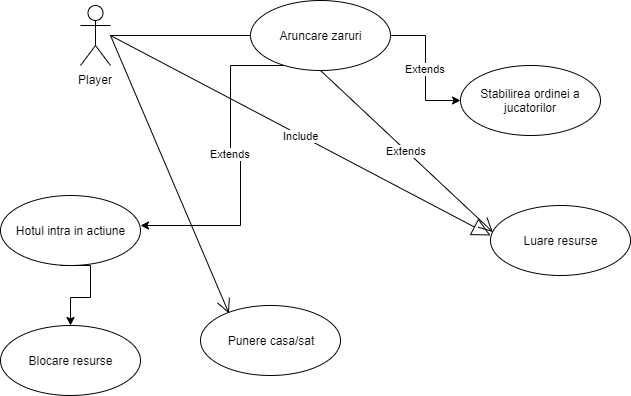 Aruncare zaruri
Player
Extends
Stabilirea ordinei a
jucatorilor
Include
Extends
Extends
Hotul intra in actiune
Luare resurse
Punere casa/sat
Blocare resurse